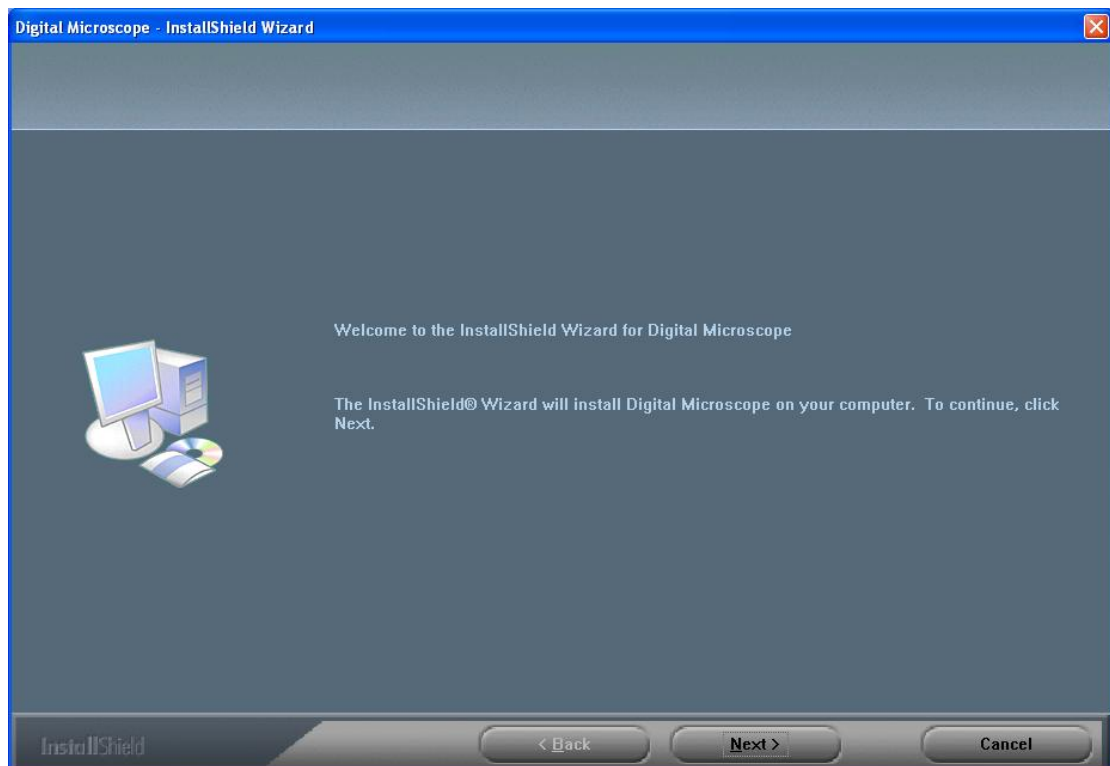 Digital Microscope - InstallShield Wizard
Welcome to the InstallShield Wizard for Digital Microscope
The InstallShield® Wizard will install Digital Microscope on your computer.  To continue, click
Next.
InstallShield
< Back
Next >
Cancel